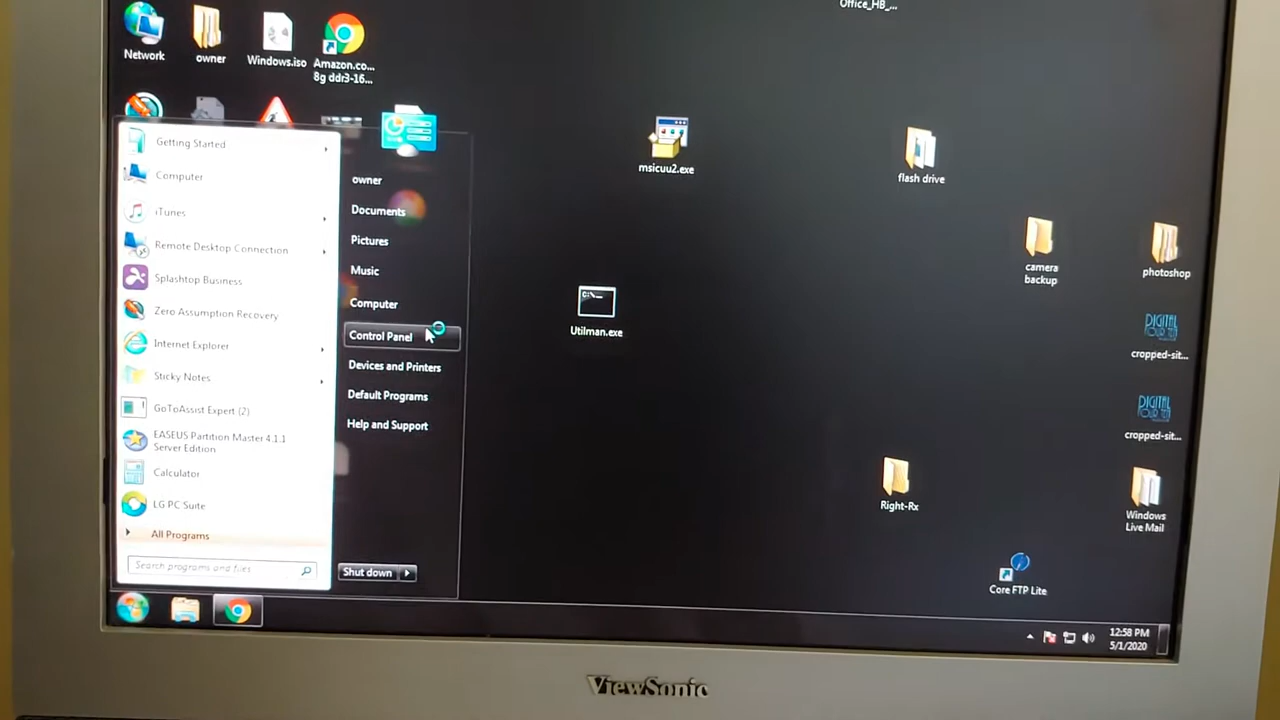 Office_HB_...
Network
owner
Windows.iso
Amazon.co...
8g ddr3-16...
Getting Started
Computer
iTunes
Remote Desktop Connection
Splashtop Business
Zero Assumption Recovery
Internet Explorer
Sticky Notes
GoToAssist Expert (2)
EASEUS Partition Master 4.1.1
Server Edition
Calculator
LG PC Suite
All Programs
Search programs and files
owner
Documents
Pictures
Music
Computer
Control Panel
Devices and Printers
Default Programs
Help and Support
Shut down
msicuu2.exe
flash drive
camera
backup
photoshop
C:\
Utilman.exe
DIGITAL
cropped-sit...
DIGITAL
cropped-sit...
Right-Rx
Windows
Live Mail
Core FTP Lite
12:58 PM
5/1/2020
ViewSonic